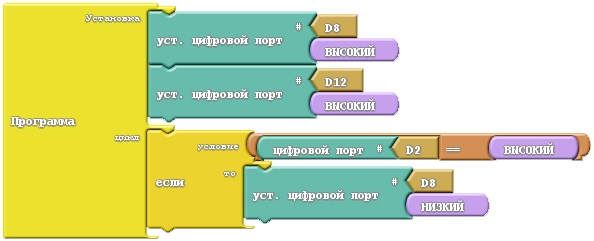 Установка
уст. цифровой порт # D8
ВЫСОКИЙ
уст. цифровой порт # D12
ВЫСОКИЙ
Программа
цикл
если
условие
цифровой порт # D2 == ВЫСОКИЙ
то
уст. цифровой порт # D8
НИЗКИЙ